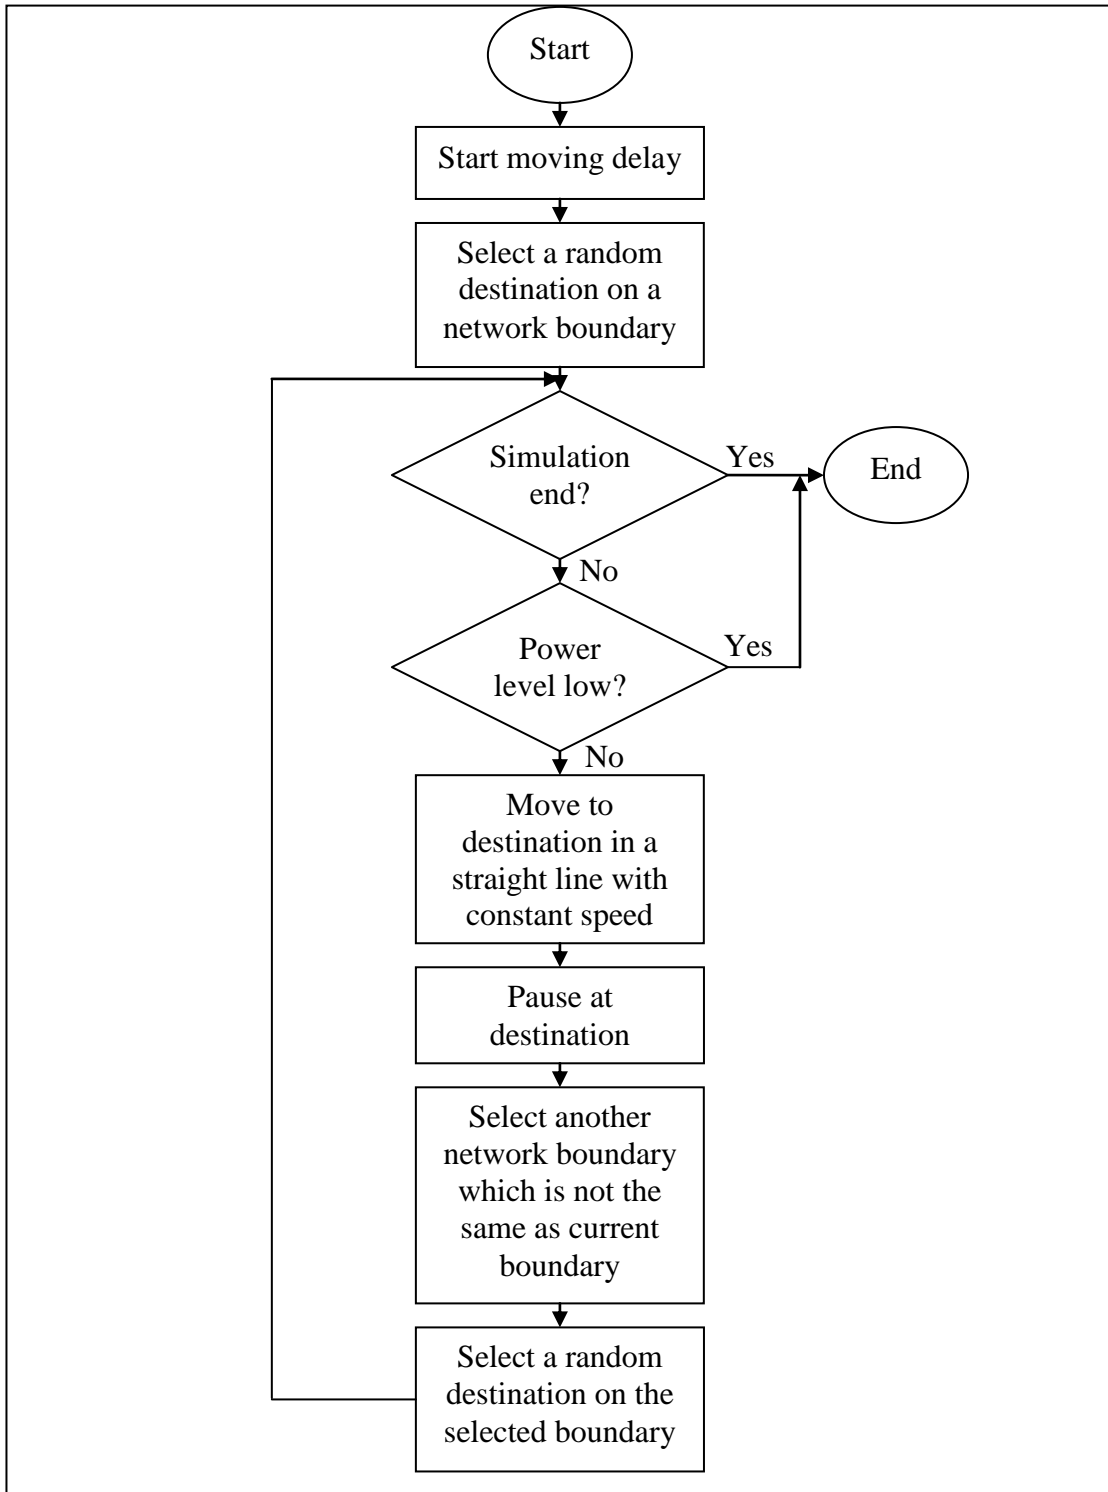 Start
Start moving delay
Select a random
destination on a
network boundary
Simulation
end?
Yes
End
No
Power
level low?
Yes
No
Move to
destination in a
straight line with
constant speed
Pause at
destination
Select another
network boundary
which is not the
same as current
boundary
Select a random
destination on the
selected boundary